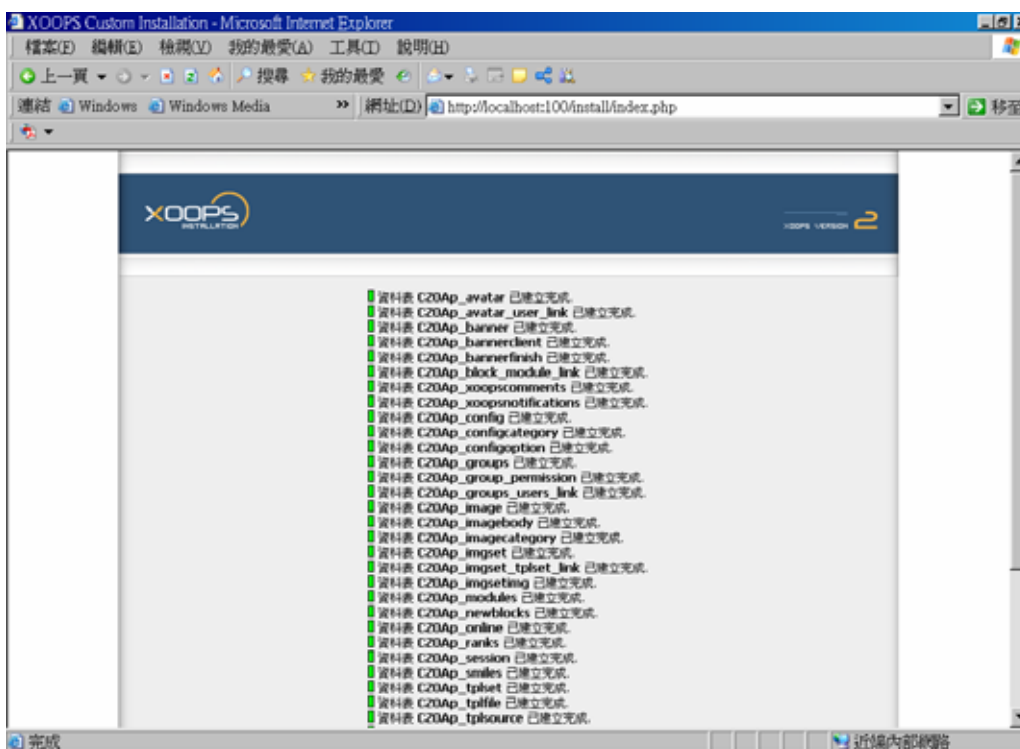 XOOPS Custom Installation - Microsoft Internet Explorer
檔案(F) 編輯(E) 檢視(V) 我的最愛(A) 工具(T) 說明(H)
上一頁 搜尋 我的最愛
連結 Windows Windows Media » 網址(D) http://localhost:100/install/index.php 移至
XOOPS
INSTALLATION
XOOPS VERSION 2
資料表 C20Ap_avatar 已建立完成.
資料表 C20Ap_avatar_user_link 已建立完成.
資料表 C20Ap_banner 已建立完成.
資料表 C20Ap_bannerclient 已建立完成.
資料表 C20Ap_bannerfinish 已建立完成.
資料表 C20Ap_block_module_link 已建立完成.
資料表 C20Ap_xoopscomments 已建立完成.
資料表 C20Ap_xoopsnotifications 已建立完成.
資料表 C20Ap_config 已建立完成.
資料表 C20Ap_configcategory 已建立完成.
資料表 C20Ap_configoption 已建立完成.
資料表 C20Ap_groups 已建立完成.
資料表 C20Ap_group_permission 已建立完成.
資料表 C20Ap_groups_users_link 已建立完成.
資料表 C20Ap_image 已建立完成.
資料表 C20Ap_imagebody 已建立完成.
資料表 C20Ap_imagecategory 已建立完成.
資料表 C20Ap_imgset 已建立完成.
資料表 C20Ap_imgset_tplset_link 已建立完成.
資料表 C20Ap_imgsetimg 已建立完成.
資料表 C20Ap_modules 已建立完成.
資料表 C20Ap_newblocks 已建立完成.
資料表 C20Ap_online 已建立完成.
資料表 C20Ap_ranks 已建立完成.
資料表 C20Ap_session 已建立完成.
資料表 C20Ap_smiles 已建立完成.
資料表 C20Ap_tplset 已建立完成.
資料表 C20Ap_tplfile 已建立完成.
資料表 C20Ap_tplsource 已建立完成.
完成 近端內部網路